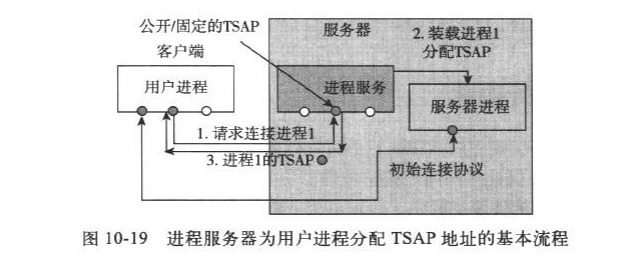 公开/固定的TSAP
服务器
2. 装载进程1
分配TSAP
客户端
用户进程
进程服务
服务器进程
1. 请求连接进程1
3. 进程1的TSAP
初始连接协议
图 10-19 进程服务器为用户进程分配 TSAP 地址的基本流程